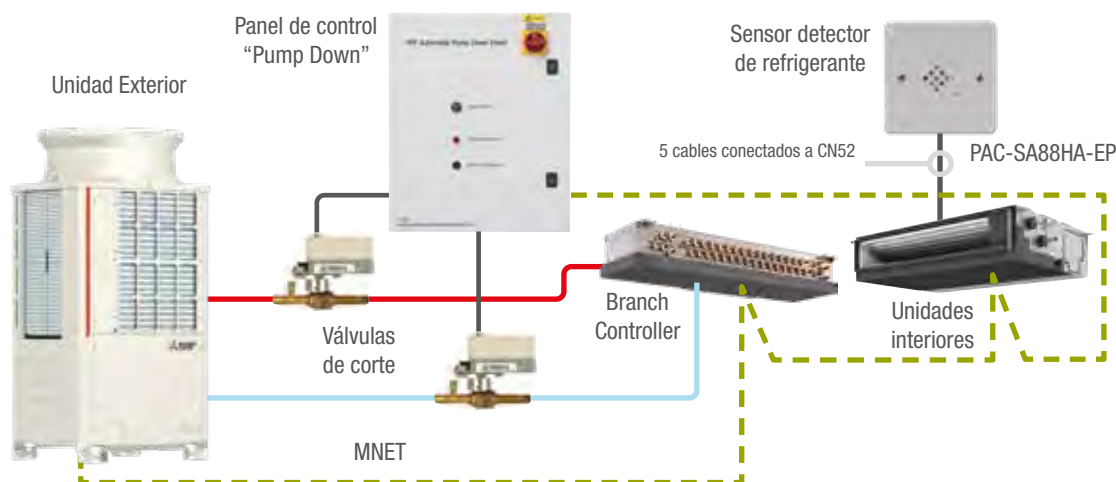 Panel de control
“Pump Down”
Sensor detector
de refrigerante
Unidad Exterior
5 cables conectados a CN52
PAC-SA88HA-EP
Branch
Controller
Unidades
interiores
Válvulas
de corte
MNET